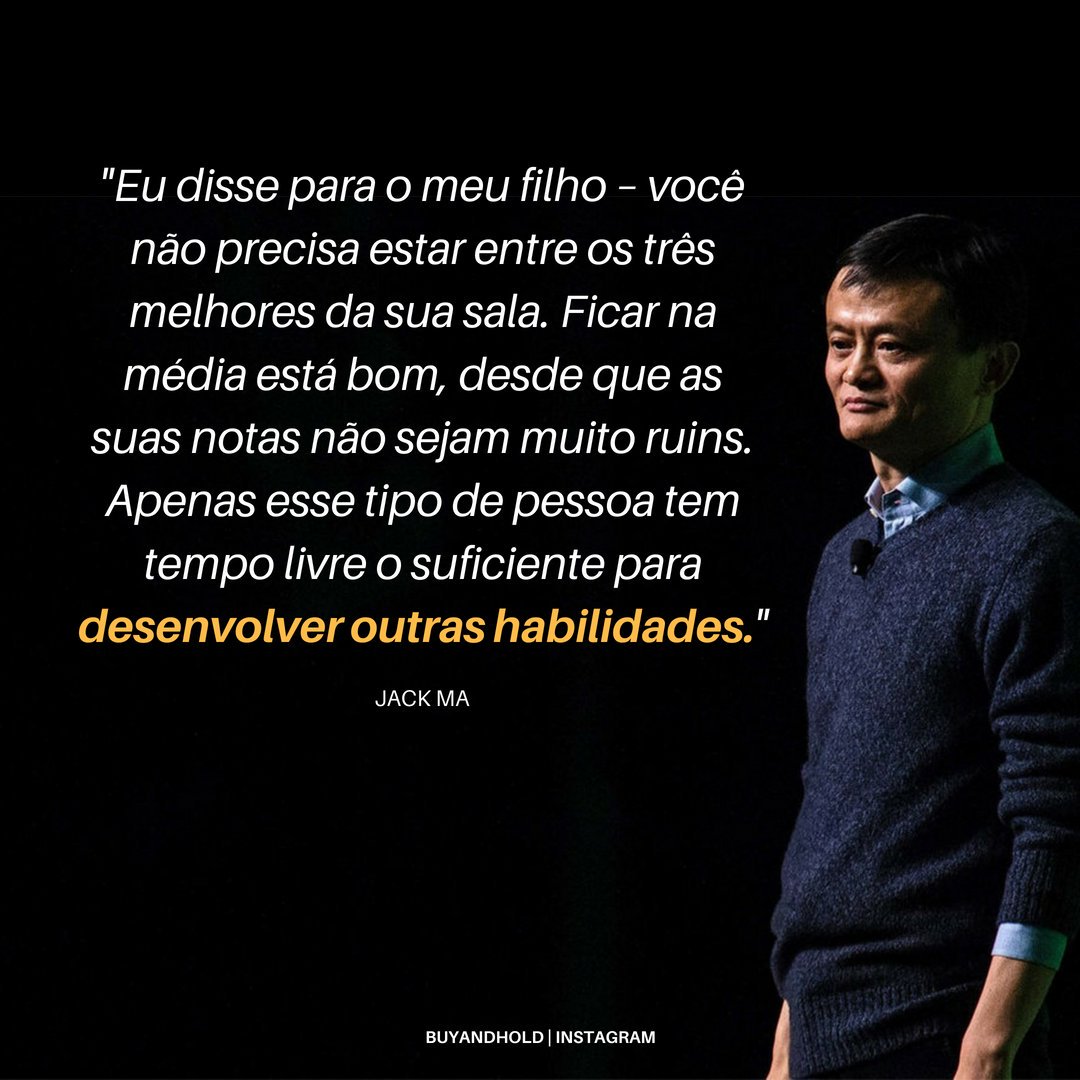 "Eu disse para o meu filho – você
não precisa estar entre os três
melhores da sua sala. Ficar na
média está bom, desde que as
suas notas não sejam muito ruins.
Apenas esse tipo de pessoa tem
tempo livre o suficiente para
desenvolver outras habilidades."
JACK MA
BUYANDHOLD | INSTAGRAM